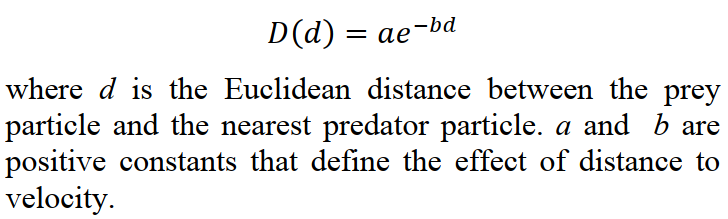 D(d) = ae^{-bd}
where d is the Euclidean distance between the prey
particle and the nearest predator particle. a and b are
positive constants that define the effect of distance to
velocity.